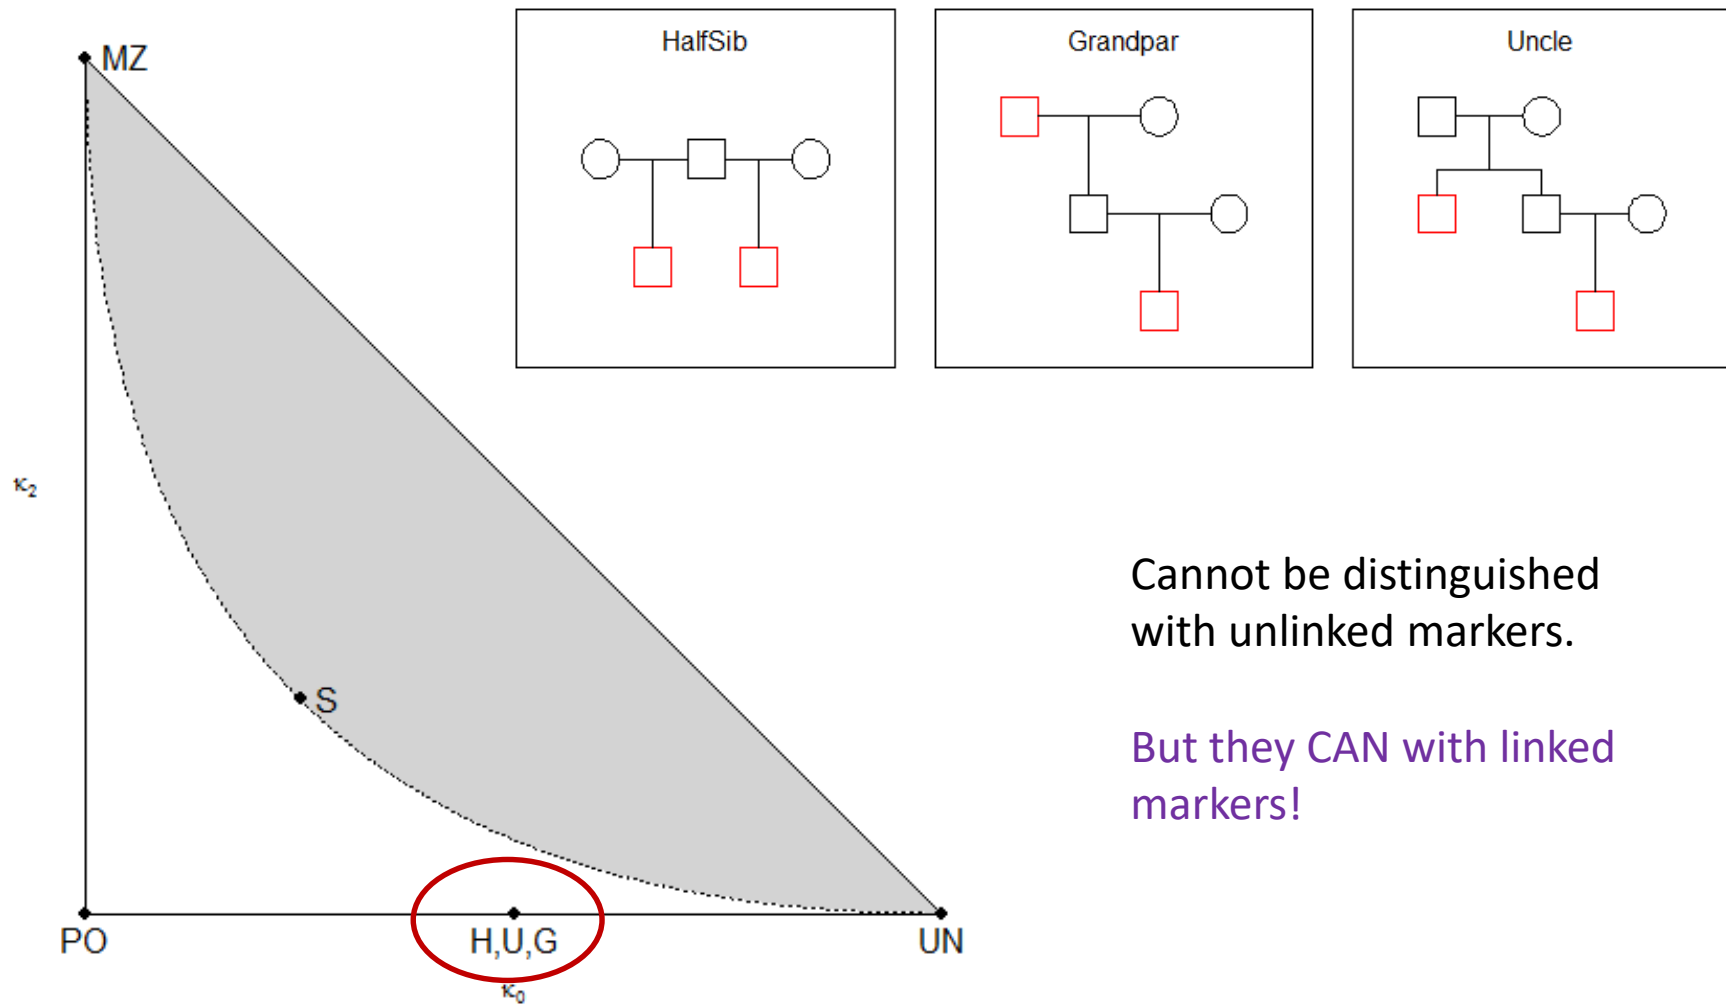 HalfSib
Grandpar
Uncle
MZ
κ₂
S
PO
H,U,G
UN
κ₀
Cannot be distinguished
with unlinked markers.
But they CAN with linked
markers!